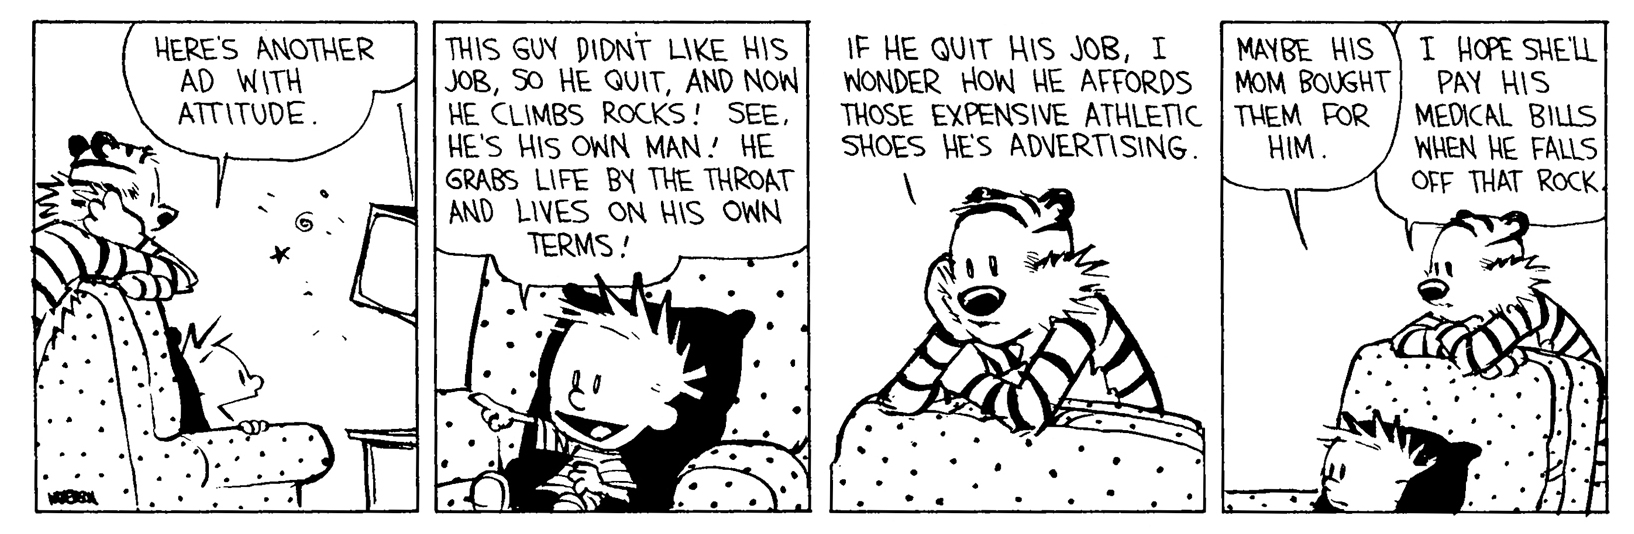 HERE'S ANOTHER
AD WITH
ATTITUDE.
THIS GUY DIDN'T LIKE HIS
JOB, SO HE QUIT, AND NOW
HE CLIMBS ROCKS! SEE,
HE'S HIS OWN MAN! HE
GRABS LIFE BY THE THROAT
AND LIVES ON HIS OWN
TERMS!
IF HE QUIT HIS JOB, I
WONDER HOW HE AFFORDS
THOSE EXPENSIVE ATHLETIC
SHOES HE'S ADVERTISING.
MAYBE HIS
MOM BOUGHT
THEM FOR
HIM.
I HOPE SHE'LL
PAY HIS
MEDICAL BILLS
WHEN HE FALLS
OFF THAT ROCK.
WATTERSON